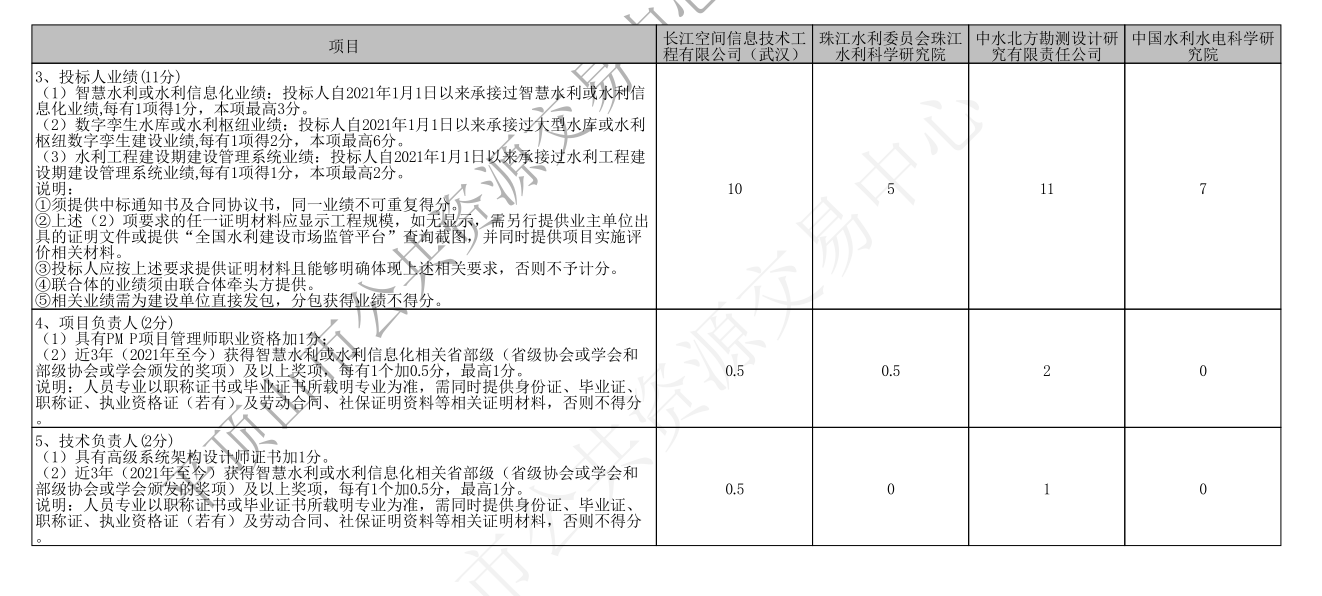 项目
长江空间信息技术工
程有限公司（武汉）
珠江水利委员会珠江
水利科学研究院
中水北方勘测设计研
究有限责任公司
中国水利水电科学研
究院
3、投标人业绩(11分)
（1）智慧水利或水利信息化业绩：投标人自2021年1月1日以来承接过智慧水利或水利信
息化业绩,每有1项得1分，本项最高3分。
（2）数字孪生水库或水利枢纽业绩：投标人自2021年1月1日以来承接过大型水库或水利
枢纽数字孪生建设业绩,每有1项得2分，本项最高6分。
（3）水利工程建设期建设管理系统业绩：投标人自2021年1月1日以来承接过水利工程建
设期建设管理系统业绩,每有1项得1分，本项最高2分。
说明：
①须提供中标通知书及合同协议书，同一业绩不可重复得分。
②上述（2）项要求的任一证明材料应显示工程规模，如无显示，需另行提供业主单位出
具的证明文件或提供“全国水利建设市场监管平台”查询截图，并同时提供项目实施评
价相关材料。
③投标人应按上述要求提供证明材料且能够明确体现上述相关要求，否则不予计分。
④联合体的业绩须由联合体牵头方提供。
⑤相关业绩需为建设单位直接发包，分包获得业绩不得分。
10
5
11
7
4、项目负责人(2分)
（1）具有PM P项目管理师职业资格加1分；
（2）近3年（2021年至今）获得智慧水利或水利信息化相关省部级（省级协会或学会和
部级协会或学会颁发的奖项）及以上奖项，每有1个加0.5分，最高1分。
说明：人员专业以职称证书或毕业证书所载明专业为准，需同时提供身份证、毕业证、
职称证、执业资格证（若有）及劳动合同、社保证明资料等相关证明材料，否则不得分
。
0.5
0.5
2
0
5、技术负责人(2分)
（1）具有高级系统架构设计师证书加1分。
（2）近3年（2021年至今）获得智慧水利或水利信息化相关省部级（省级协会或学会和
部级协会或学会颁发的奖项）及以上奖项，每有1个加0.5分，最高1分。
说明：人员专业以职称证书或毕业证书所载明专业为准，需同时提供身份证、毕业证、
职称证、执业资格证（若有）及劳动合同、社保证明资料等相关证明材料，否则不得分
。
0.5
0
1
0
平顶山市公共资源交易中心
市公共资源交易中心